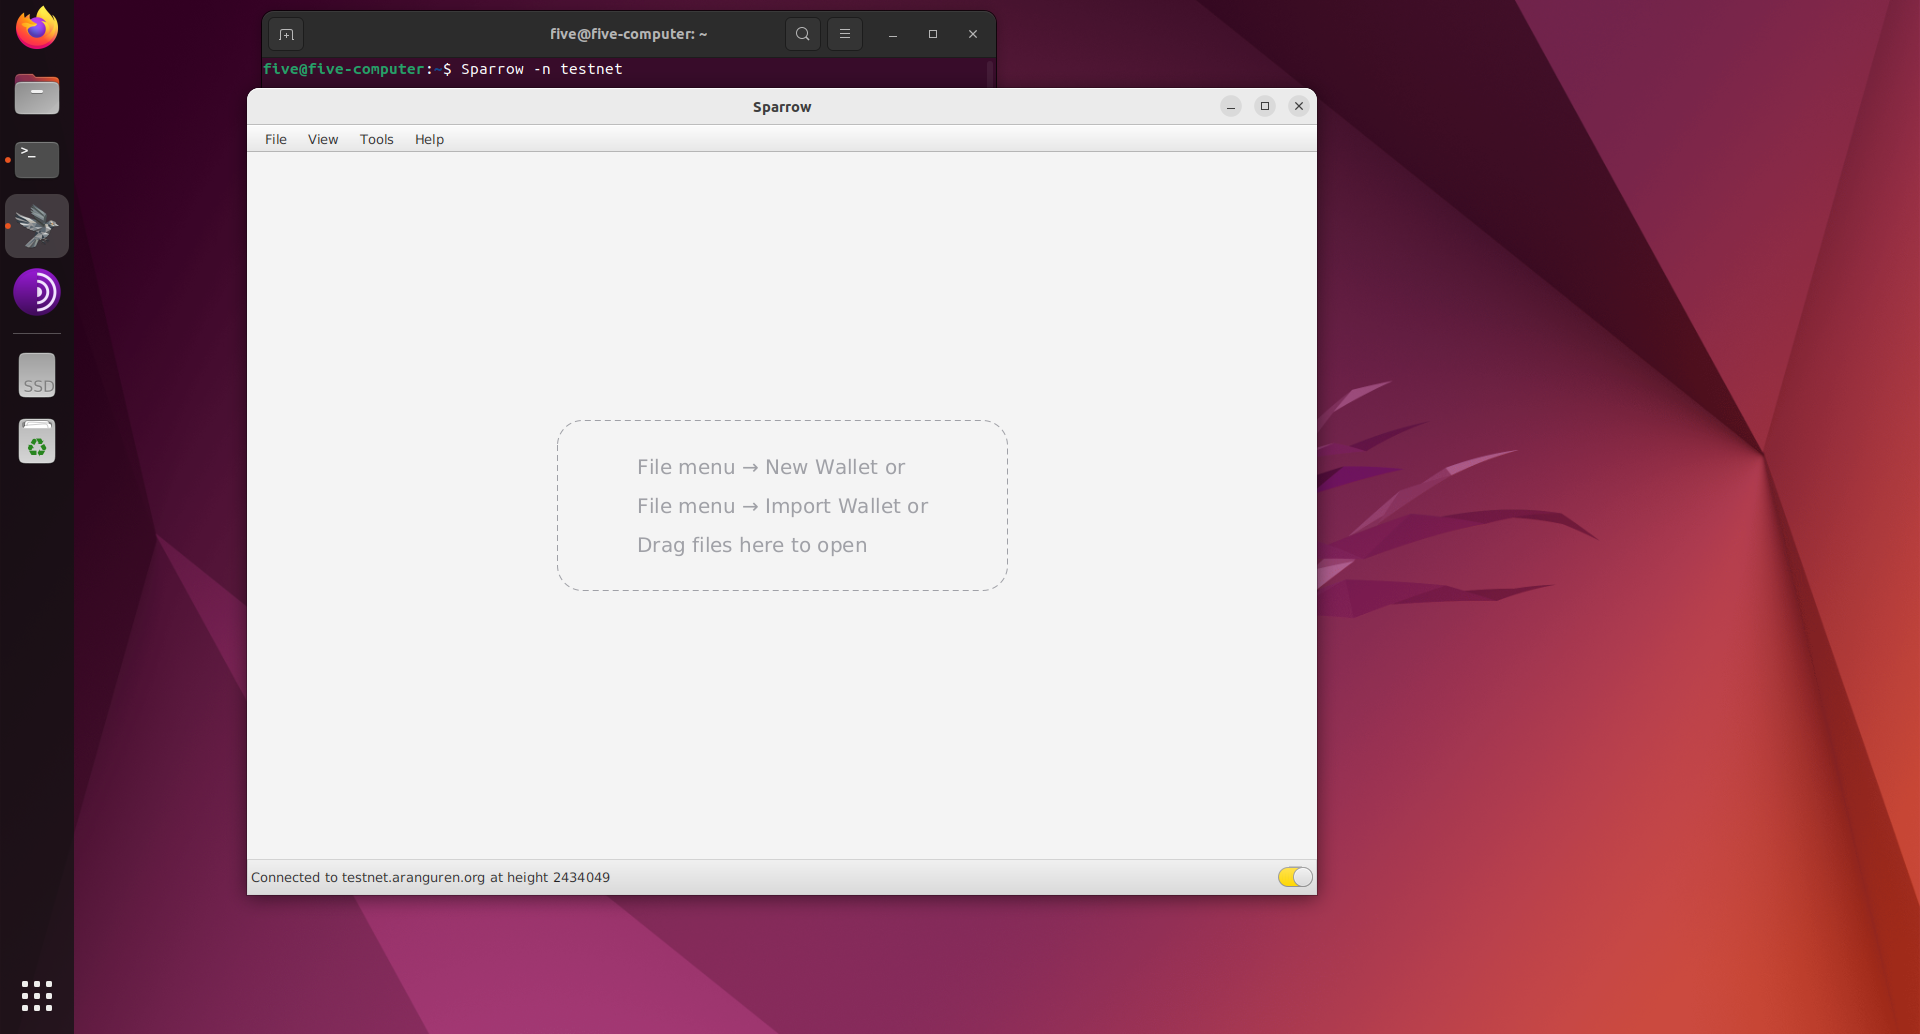 five@five-computer: ~
five@five-computer:~$ Sparrow -n testnet
Sparrow
File View Tools Help
File menu → New Wallet or
File menu → Import Wallet or
Drag files here to open
Connected to testnet.aranguren.org at height 2434049
>_
SSD